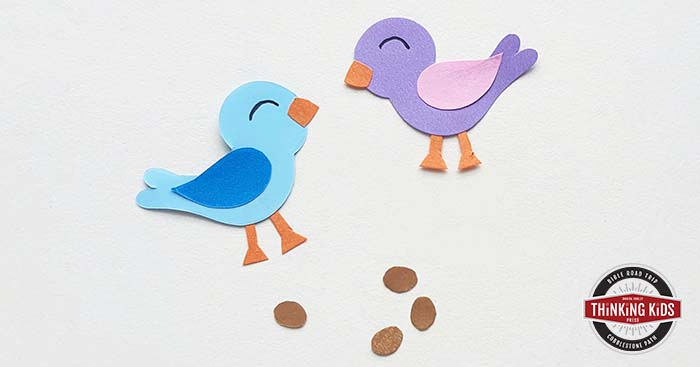 BIBLE ROAD TRIP
THiNKiNG KiDS
PRESS
COBBLESTONE PATH